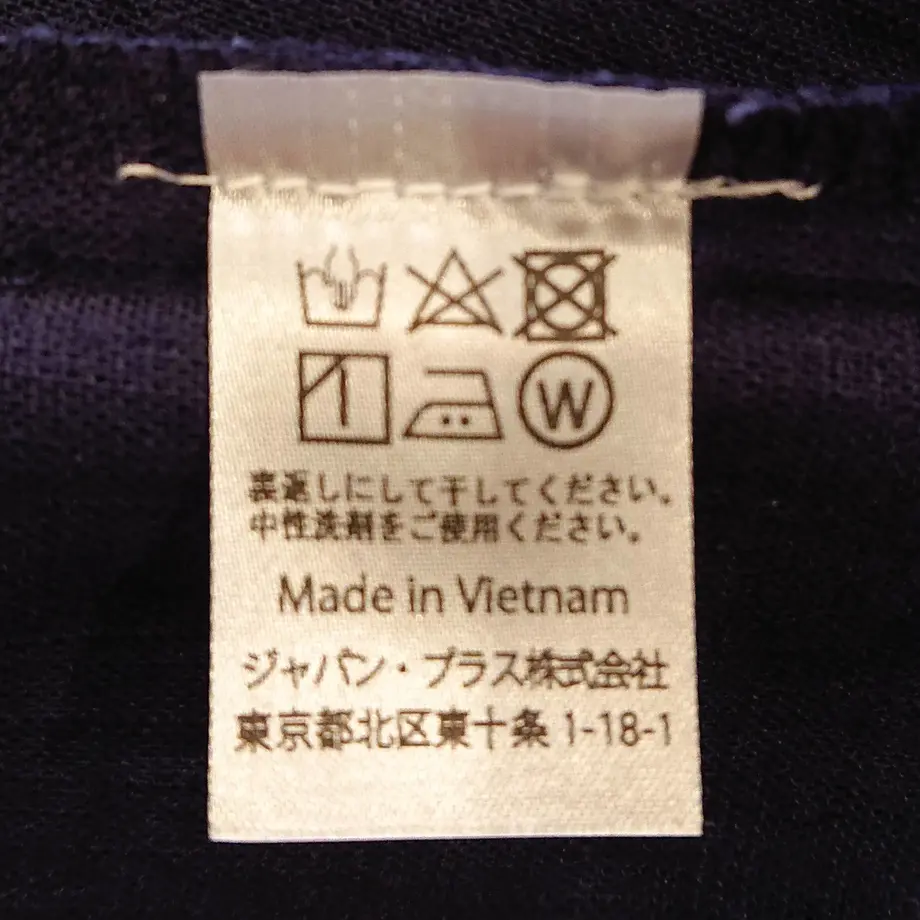 W
裏返しにして干してください。
中性洗剤をご使用ください。
Made in Vietnam
ジャパン・プラス株式会社
東京都北区東十条 1-18-1